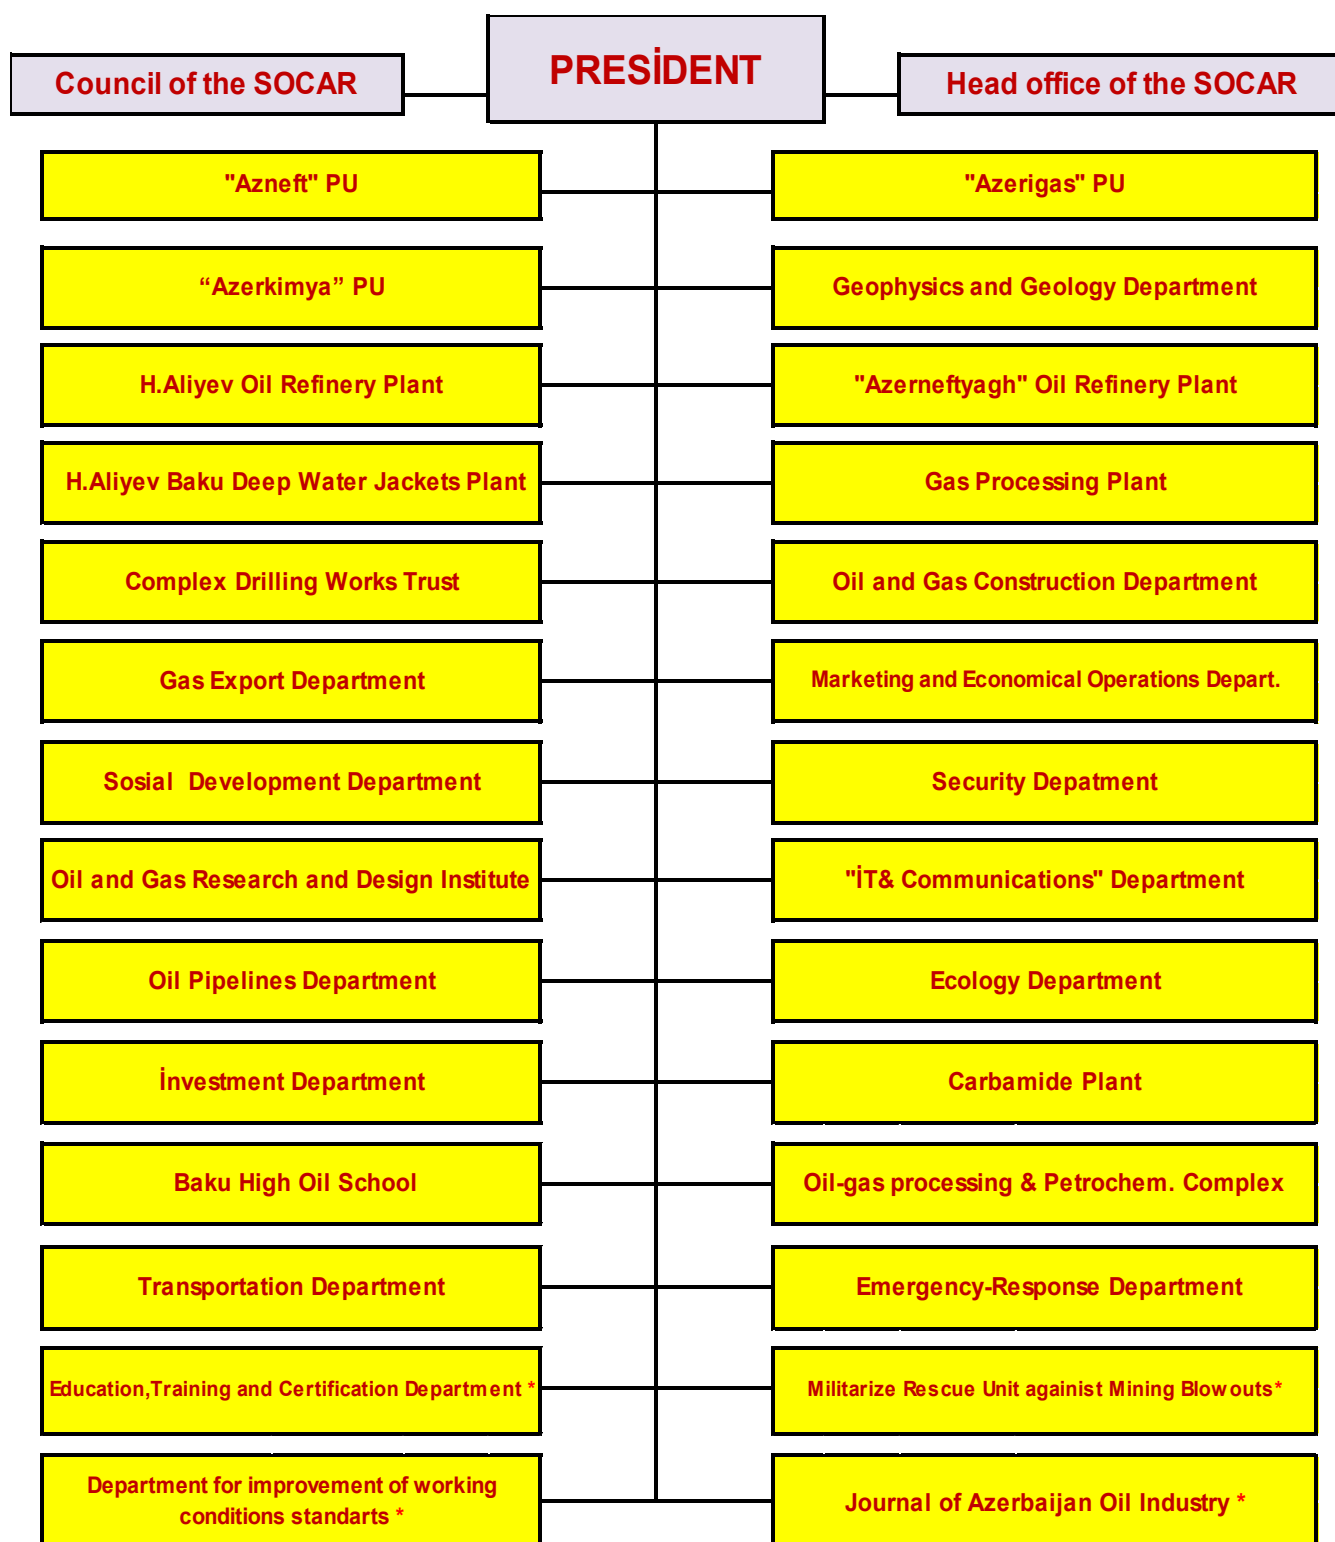 PRESİDENT
Council of the SOCAR
Head office of the SOCAR
"Azneft" PU
"Azerigas" PU
“Azerkimya” PU
Geophysics and Geology Department
H.Aliyev Oil Refinery Plant
"Azerneftyagh" Oil Refinery Plant
H.Aliyev Baku Deep Water Jackets Plant
Gas Processing Plant
Complex Drilling Works Trust
Oil and Gas Construction Department
Gas Export Department
Marketing and Economical Operations Depart.
Sosial Development Department
Security Depatment
Oil and Gas Research and Design Institute
"İT& Communications" Department
Oil Pipelines Department
Ecology Department
İnvestment Department
Carbamide Plant
Baku High Oil School
Oil-gas processing & Petrochem. Complex
Transportation Department
Emergency-Response Department
Education,Training and Certification Department *
Militarize Rescue Unit againist Mining Blowouts*
Department for improvement of working
conditions standarts *
Journal of Azerbaijan Oil Industry *